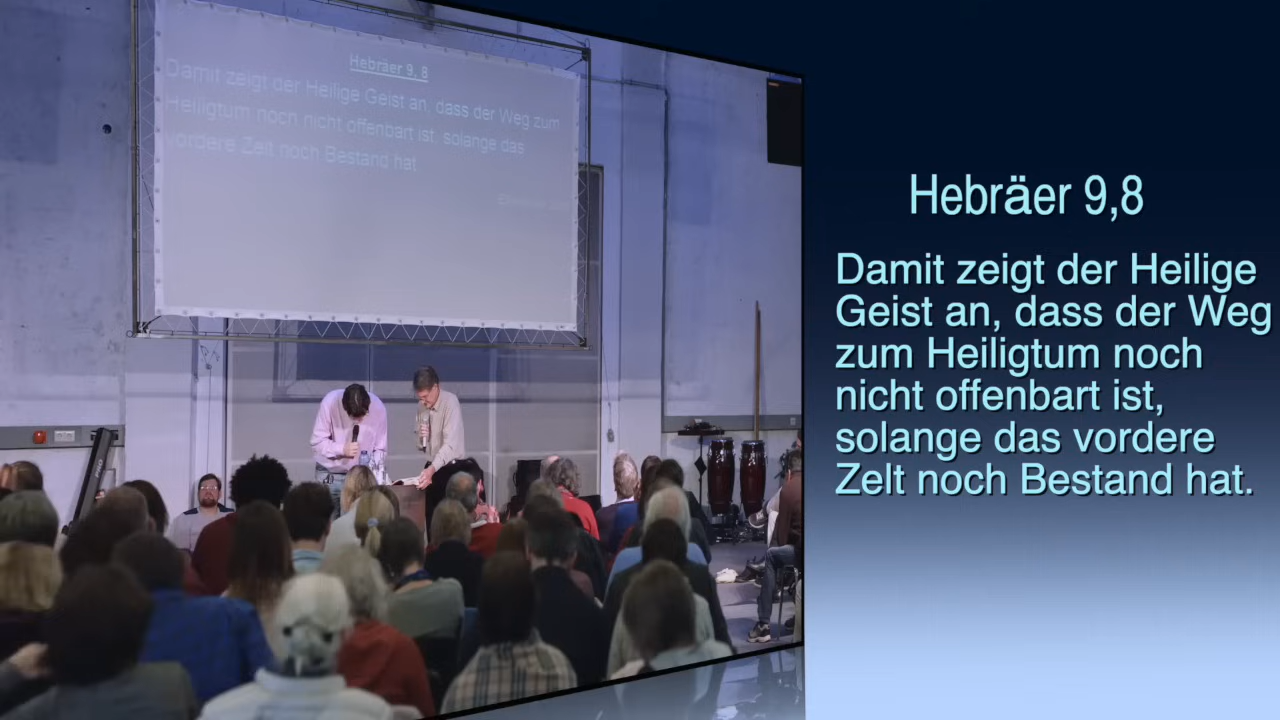 Hebräer 9, 8
Damit zeigt der Heilige Geist an, dass der Weg zum
Heiligtum noch nicht offenbart ist, solange das
vordere Zelt noch Bestand hat
Hebräer 9,8
Damit zeigt der Heilige
Geist an, dass der Weg
zum Heiligtum noch
nicht offenbart ist,
solange das vordere
Zelt noch Bestand hat.